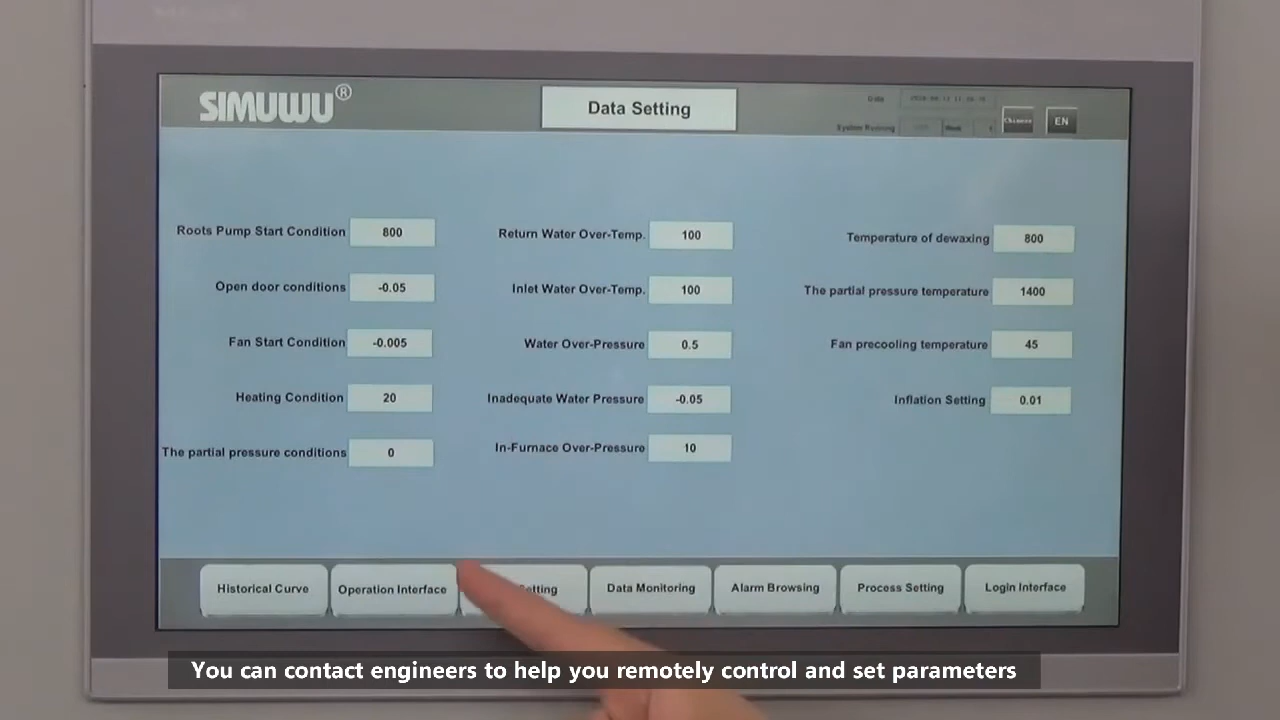 SIMUWU®
Data Setting
Date
System Running
Chinese
EN
Roots Pump Start Condition 800
Open door conditions -0.05
Fan Start Condition -0.005
Heating Condition 20
The partial pressure conditions 0
Return Water Over-Temp. 100
Inlet Water Over-Temp. 100
Water Over-Pressure 0.5
Inadequate Water Pressure -0.05
In-Furnace Over-Pressure 10
Temperature of dewaxing 800
The partial pressure temperature 1400
Fan precooling temperature 45
Inflation Setting 0.01
Historical Curve
Operation Interface
Setting
Data Monitoring
Alarm Browsing
Process Setting
Login Interface
You can contact engineers to help you remotely control and set parameters